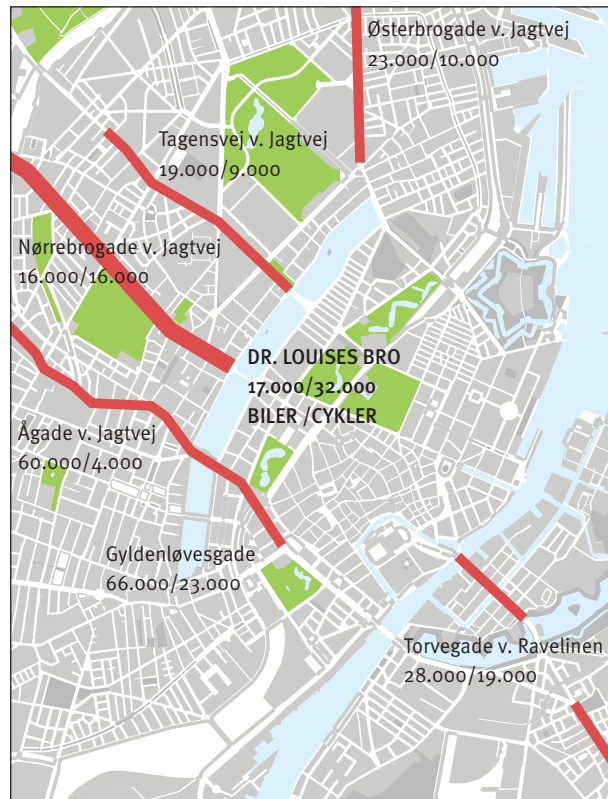 Østerbrogade v. Jagtvej
23.000/10.000
Tagensvej v. Jagtvej
19.000/9.000
Nørrebrogade v. Jagtvej
16.000/16.000
DR. LOUISES BRO
17.000/32.000
BILER /CYKLER
Ågade v. Jagtvej
60.000/4.000
Gyldenløvesgade
66.000/23.000
Torvegade v. Ravelinen
28.000/19.000